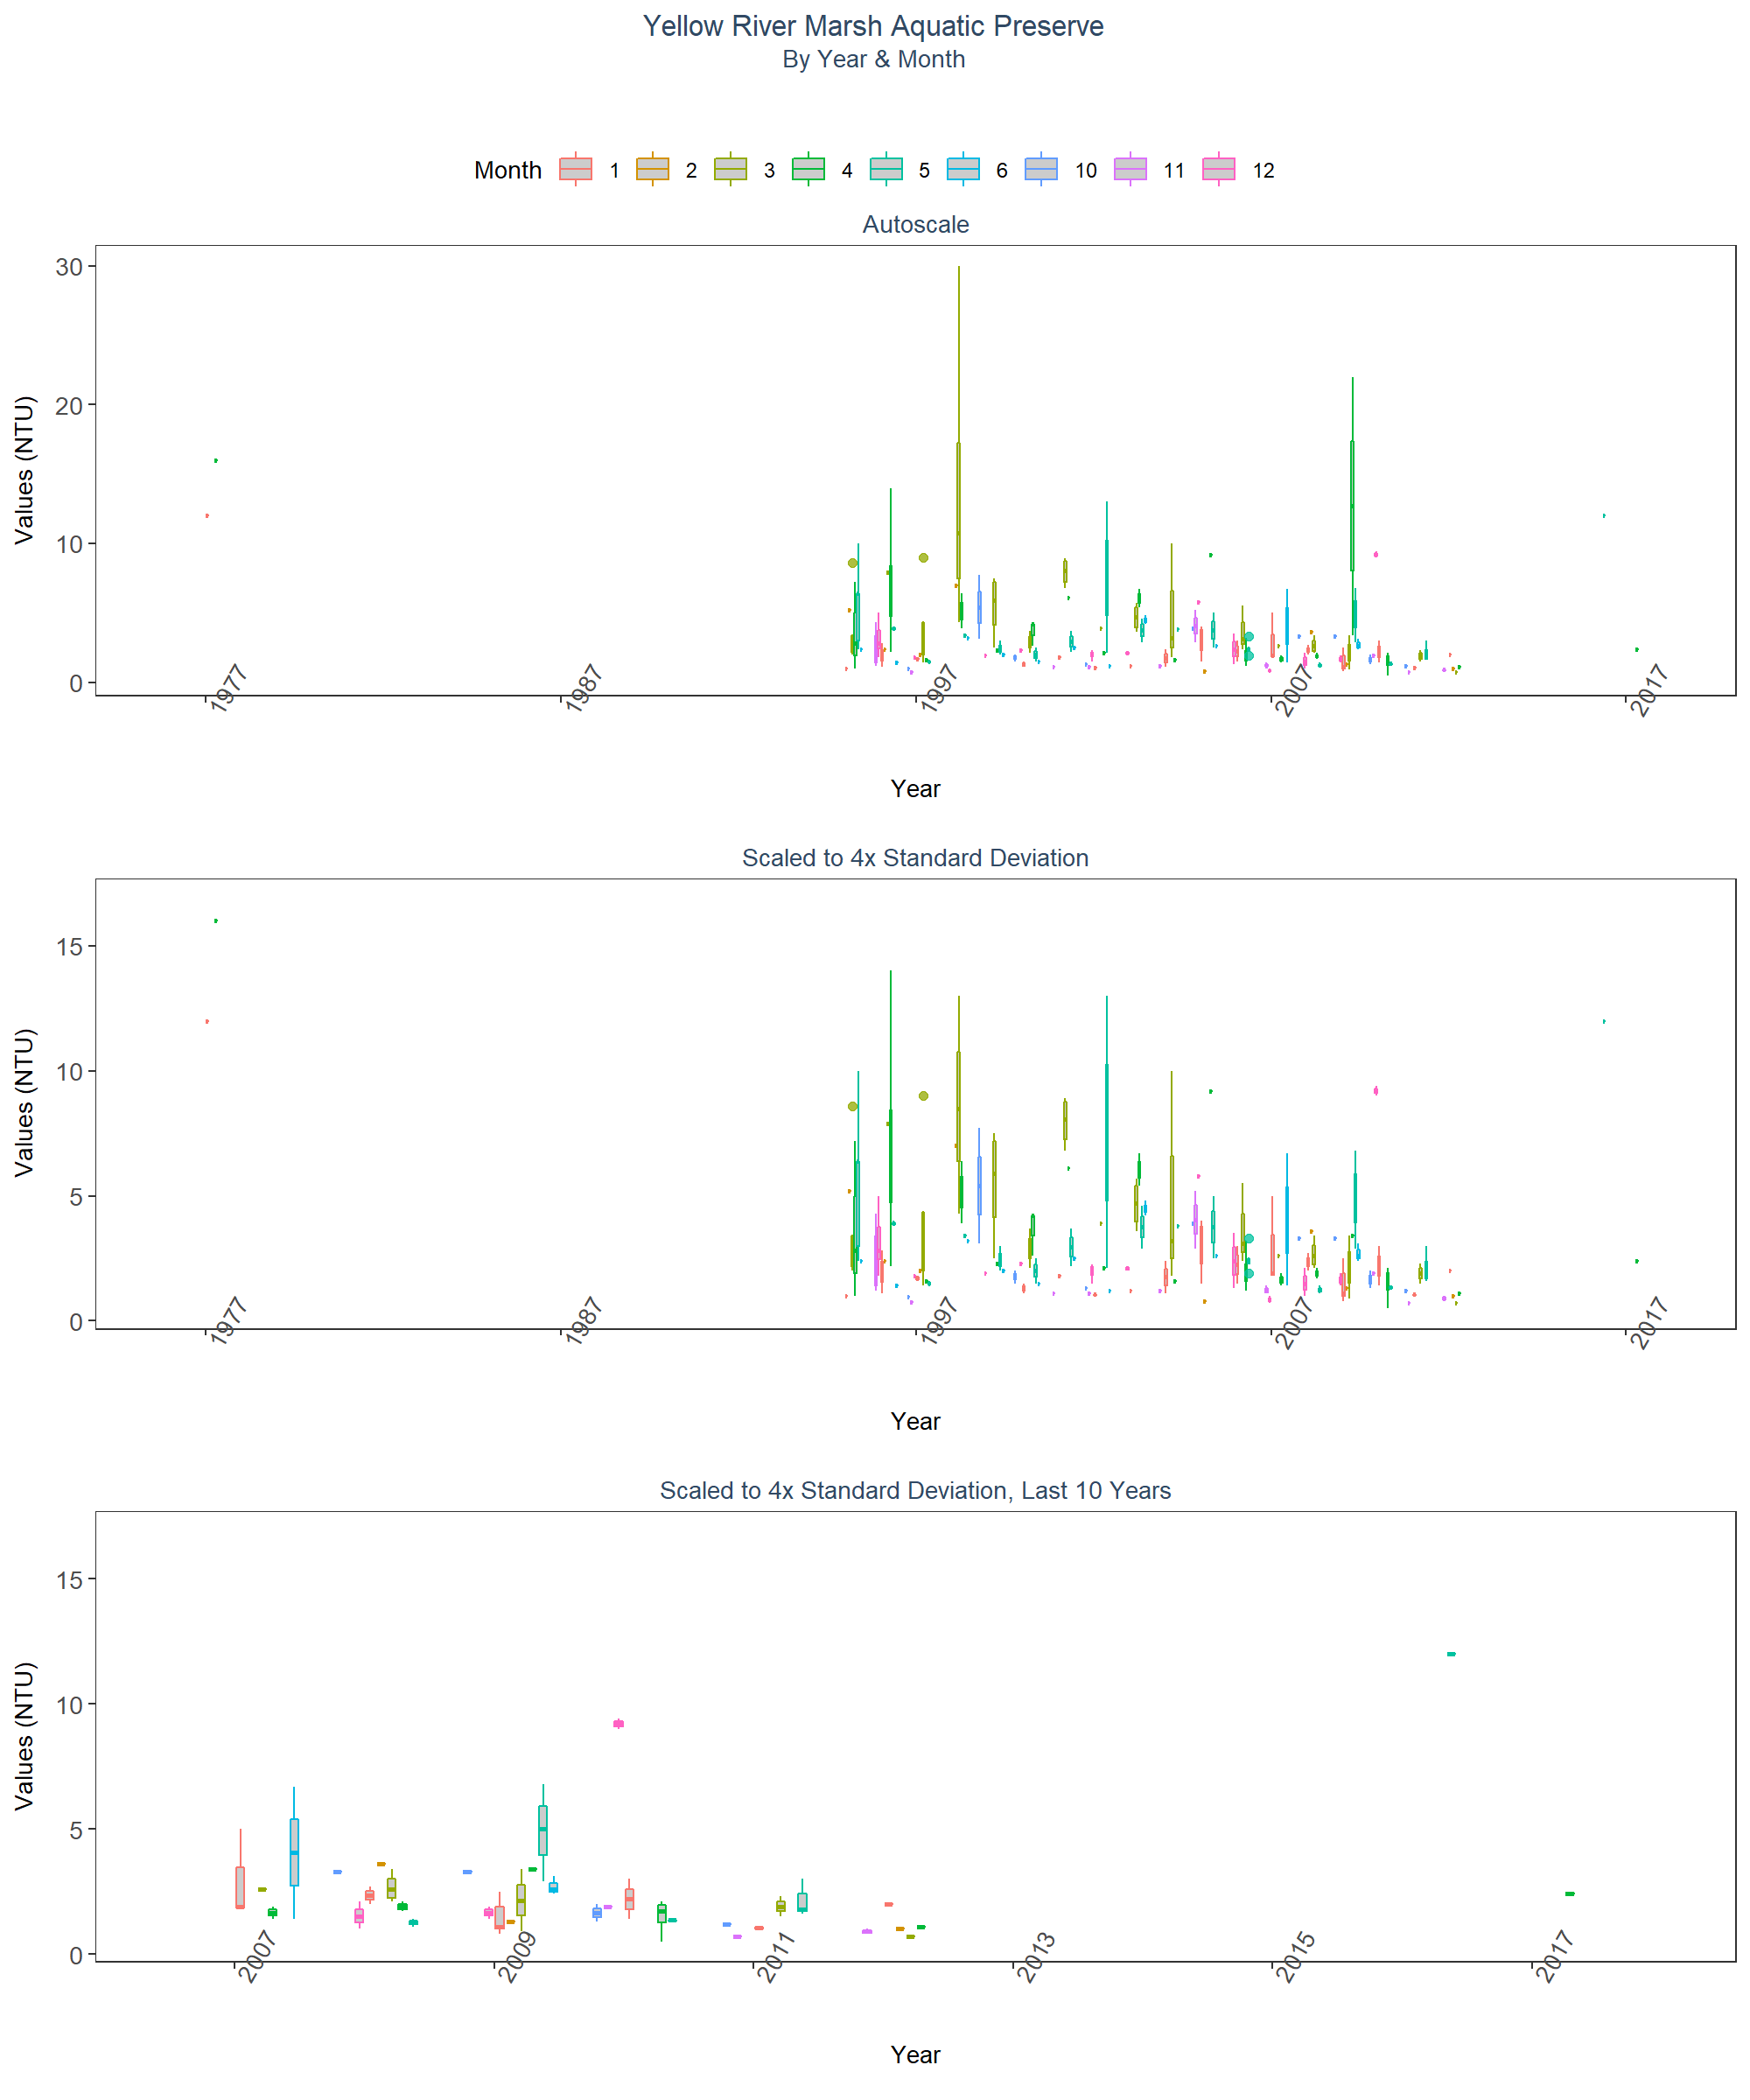 Yellow River Marsh Aquatic Preserve
By Year & Month
Month 1 2 3 4 5 6 10 11 12
Autoscale
Values (NTU)
30
20
10
0
1977 1987 1997 2007 2017
Year
Scaled to 4x Standard Deviation
Values (NTU)
15
10
5
0
1977 1987 1997 2007 2017
Year
Scaled to 4x Standard Deviation, Last 10 Years
Values (NTU)
15
10
5
0
2007 2009 2011 2013 2015 2017
Year